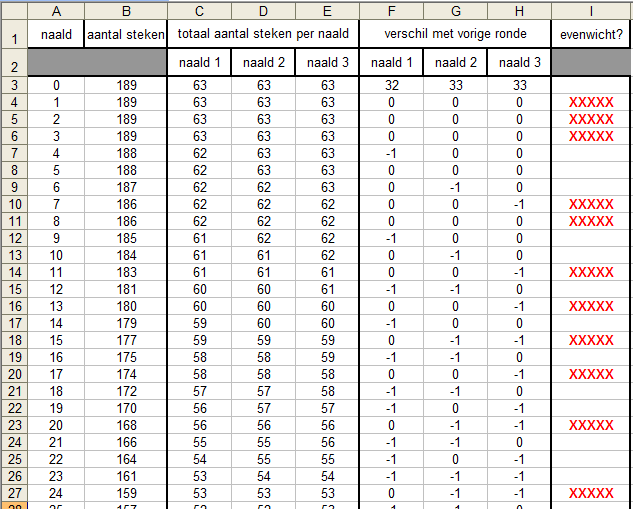 A B C D E F G H I
1 naald aantal steken totaal aantal steken per naald verschil met vorige ronde evenwicht?
2 naald 1 naald 2 naald 3 naald 1 naald 2 naald 3
3 0 189 63 63 63 32 33 33
4 1 189 63 63 63 0 0 0 XXXXX
5 2 189 63 63 63 0 0 0 XXXXX
6 3 189 63 63 63 0 0 0 XXXXX
7 4 188 62 63 63 -1 0 0
8 5 188 62 63 63 0 0 0
9 6 187 62 62 63 0 -1 0
10 7 186 62 62 62 0 0 -1 XXXXX
11 8 186 62 62 62 0 0 0 XXXXX
12 9 185 61 62 62 -1 0 0
13 10 184 61 61 62 0 -1 0
14 11 183 61 61 61 0 0 -1 XXXXX
15 12 181 60 60 61 -1 -1 0
16 13 180 60 60 60 0 0 -1 XXXXX
17 14 179 59 60 60 -1 0 0
18 15 177 59 59 59 0 -1 -1 XXXXX
19 16 175 58 58 59 -1 -1 0
20 17 174 58 58 58 0 0 -1 XXXXX
21 18 172 57 57 58 -1 -1 0
22 19 170 56 57 57 -1 0 -1
23 20 168 56 56 56 0 -1 -1 XXXXX
24 21 166 55 55 56 -1 -1 0
25 22 164 54 55 55 -1 0 -1
26 23 161 53 54 54 -1 -1 -1
27 24 159 53 53 53 0 -1 -1 XXXXX